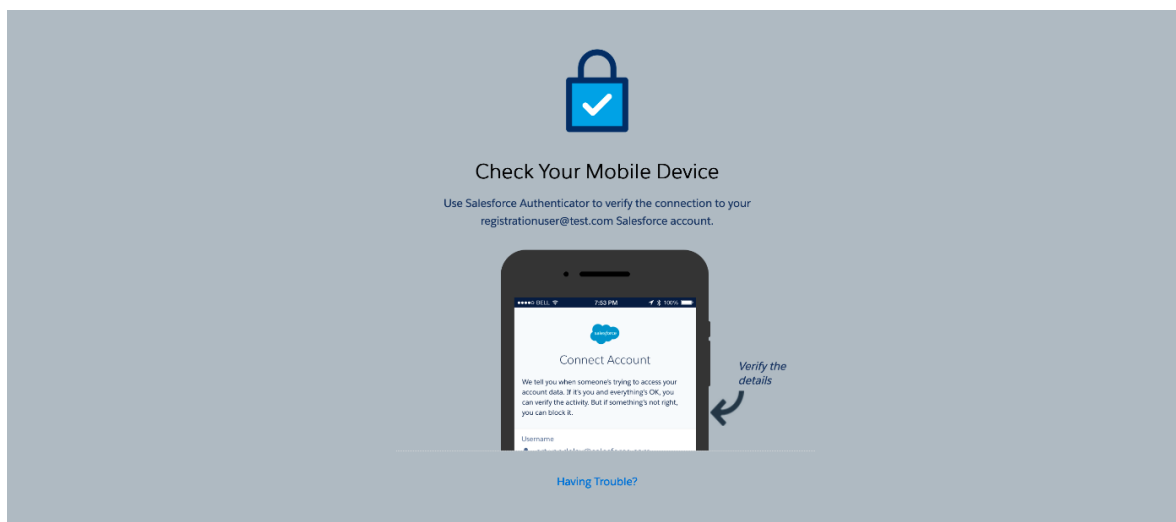 Check Your Mobile Device
Use Salesforce Authenticator to verify the connection to your
registrationuser@test.com Salesforce account.
BELL
7:53 PM
100%
salesforce
Connect Account
We tell you when someone's trying to access your
account data. If it's you and everything's OK, you
can verify the activity. But if something's not right,
you can block it.
Verify the
details
Username
Having Trouble?